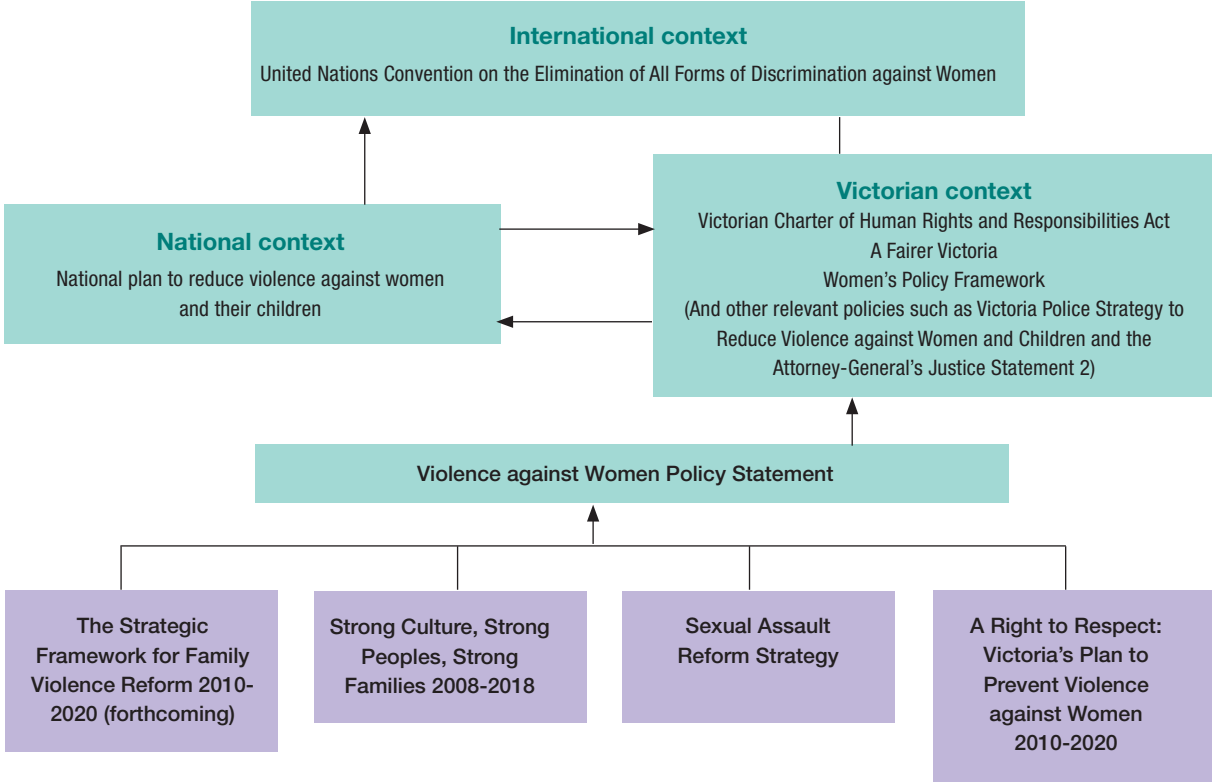 International context
United Nations Convention on the Elimination of All Forms of Discrimination against Women
National context
National plan to reduce violence against women
and their children
Victorian context
Victorian Charter of Human Rights and Responsibilities Act
A Fairer Victoria
Women’s Policy Framework
(And other relevant policies such as Victoria Police Strategy to
Reduce Violence against Women and Children and the
Attorney-General’s Justice Statement 2)
Violence against Women Policy Statement
The Strategic
Framework for Family
Violence Reform 2010-
2020 (forthcoming)
Strong Culture, Strong
Peoples, Strong
Families 2008-2018
Sexual Assault
Reform Strategy
A Right to Respect:
Victoria’s Plan to
Prevent Violence
against Women
2010-2020